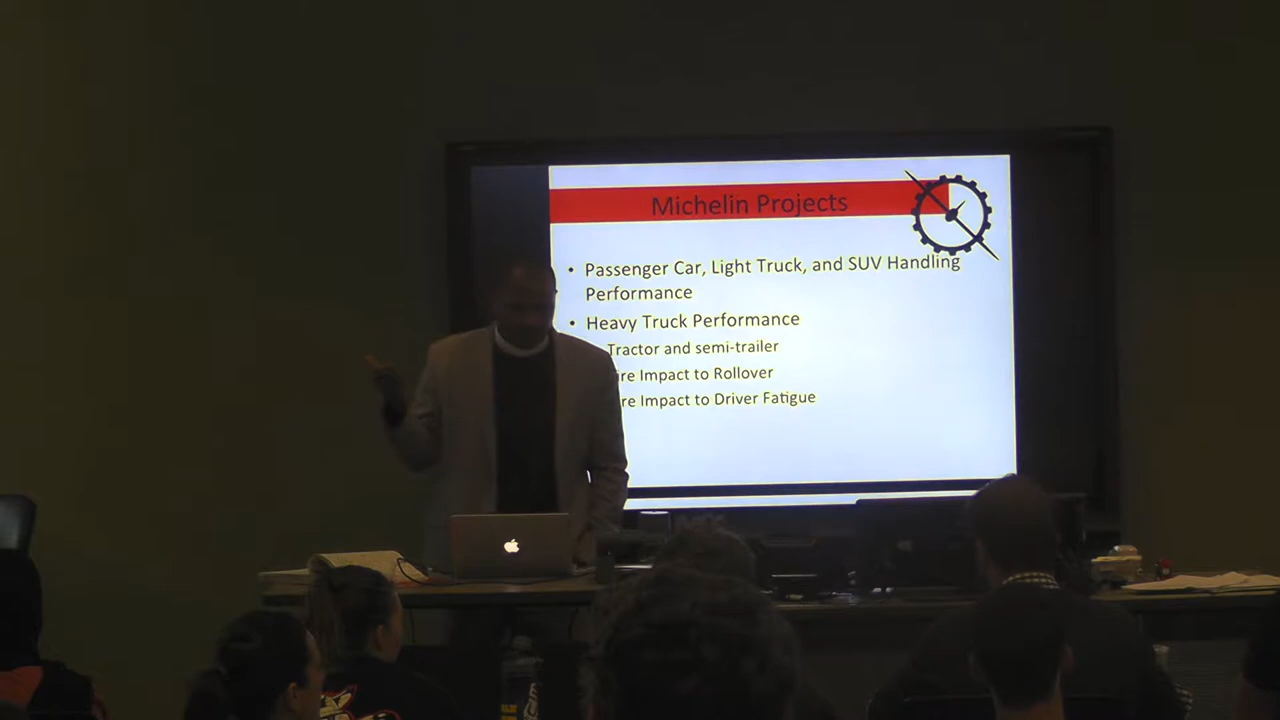 Michelin Projects
• Passenger Car, Light Truck, and SUV Handling
Performance
• Heavy Truck Performance
Tractor and semi-trailer
ire Impact to Rollover
re Impact to Driver Fatigue